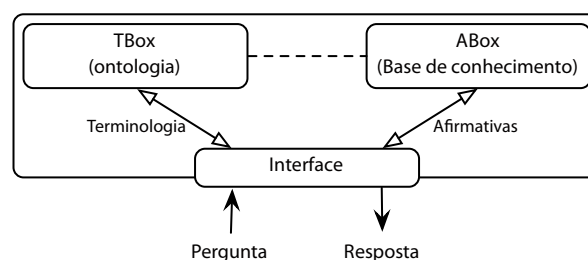 TBox
(ontologia)
ABox
(Base de conhecimento)
Terminologia
Afirmativas
Interface
Pergunta
Resposta